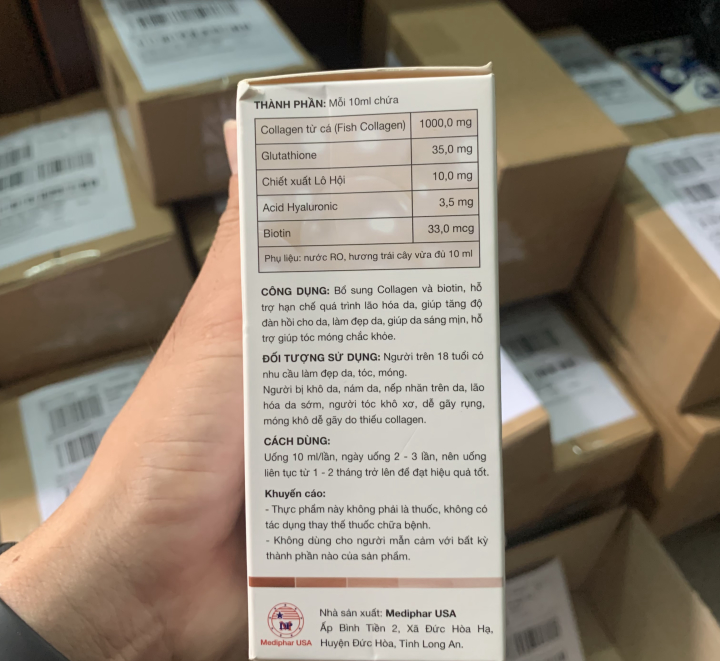 THÀNH PHẦN: Mỗi 10ml chứa
Collagen từ cá (Fish Collagen) 1000,0 mg
Glutathione 35,0 mg
Chiết xuất Lô Hội 10,0 mg
Acid Hyaluronic 3,5 mg
Biotin 33,0 mcg
Phụ liệu: nước RO, hương trái cây vừa đủ 10 ml
CÔNG DỤNG: Bổ sung Collagen và biotin, hỗ
trợ hạn chế quá trình lão hóa da, giúp tăng độ
đàn hồi cho da, làm đẹp da, giúp da sáng mịn, hỗ
trợ giúp tóc móng chắc khỏe.
ĐỐI TƯỢNG SỬ DỤNG: Người trên 18 tuổi có
nhu cầu làm đẹp da, tóc, móng.
Người bị khô da, nám da, nếp nhăn trên da, lão
hóa da sớm, người tóc khô xơ, dễ gãy rụng,
móng khô dễ gãy do thiếu collagen.
CÁCH DÙNG:
Uống 10 ml/lần, ngày uống 2 - 3 lần, nên uống
liên tục từ 1 - 2 tháng trở lên để đạt hiệu quả tốt.
Khuyến cáo:
- Thực phẩm này không phải là thuốc, không có
tác dụng thay thế thuốc chữa bệnh.
- Không dùng cho người mẫn cảm với bất kỳ
thành phần nào của sản phẩm.
Mediphar USA
Nhà sản xuất: Mediphar USA
Ấp Bình Tiền 2, Xã Đức Hòa Hạ,
Huyện Đức Hòa, Tỉnh Long An.